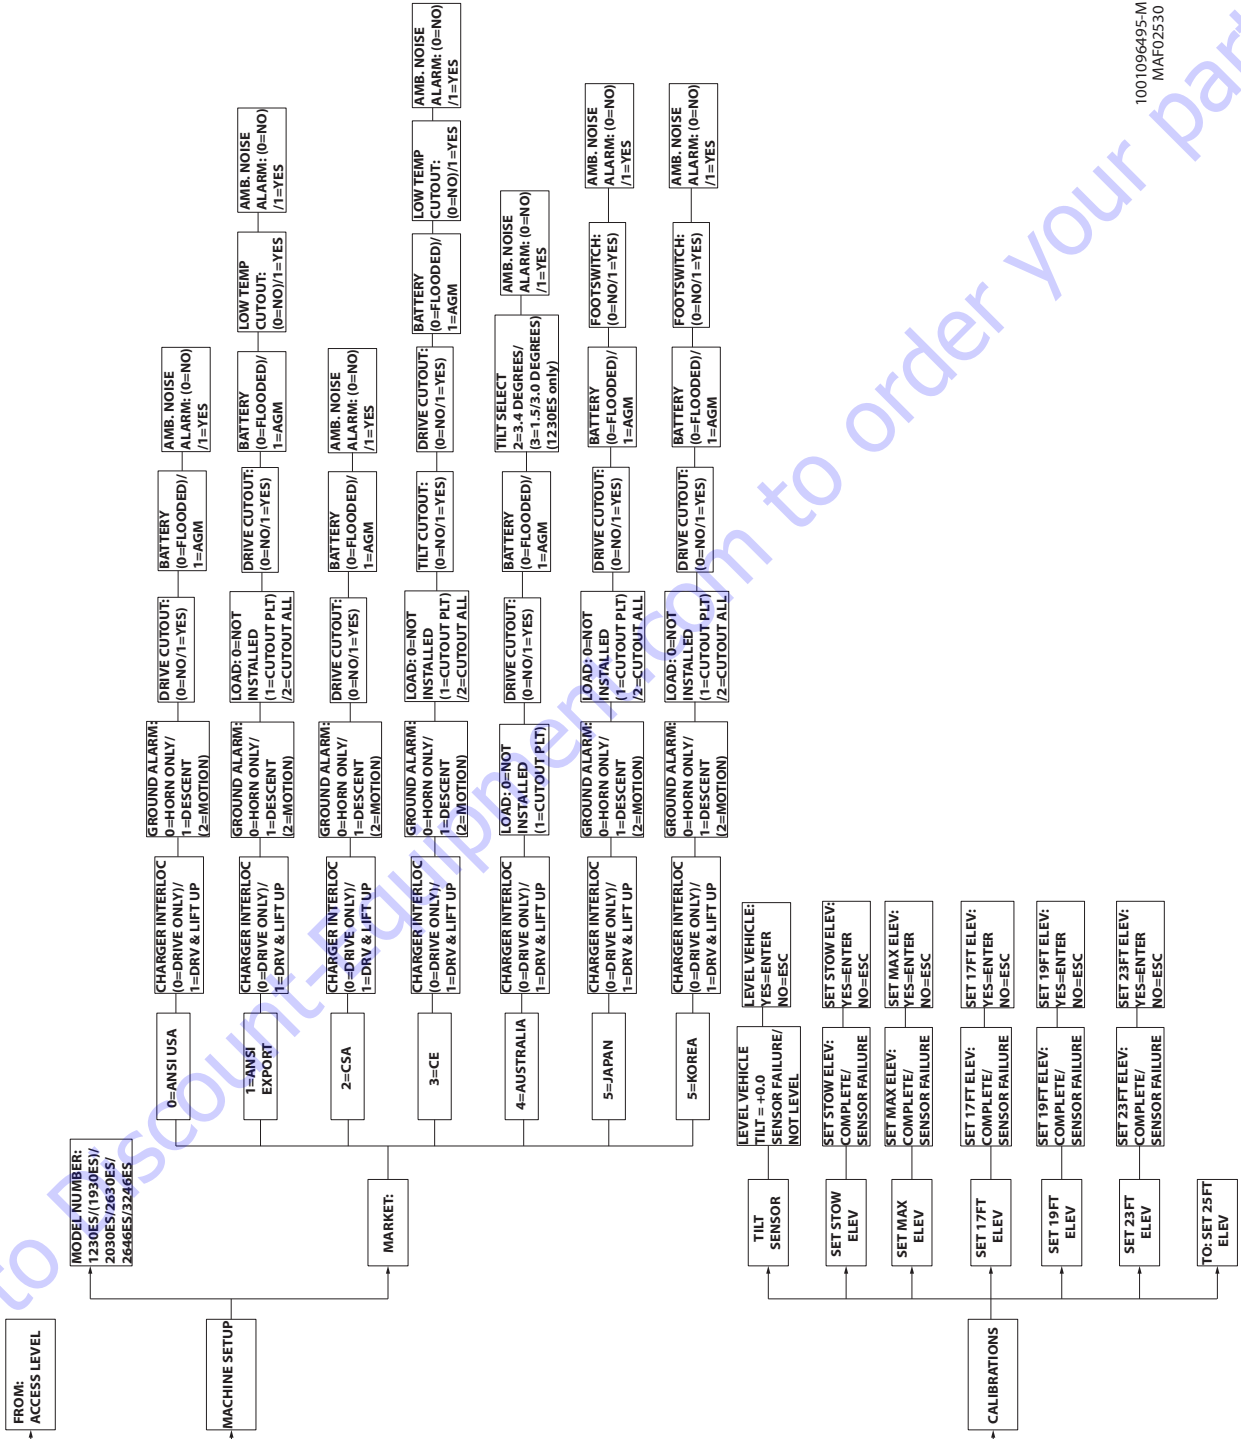 FROM:
ACCESS LEVEL
MACHINE SETUP
MODEL NUMBER:
1230ES/(1930ES)/
2030ES/2630ES/
2646ES/3246ES
MARKET:
0=ANSI USA
CHARGER INTERLOC
(0=DRIVE ONLY)/
1=DRV & LIFT UP
GROUND ALARM:
0=HORN ONLY/
1=DESCENT
(2=MOTION)
DRIVE CUTOUT:
(0=NO/1=YES)
BATTERY
(0=FLOODED)/
1=AGM
AMB. NOISE
ALARM: (0=NO)
/1=YES
1=ANSI
EXPORT
CHARGER INTERLOC
(0=DRIVE ONLY)/
1=DRV & LIFT UP
GROUND ALARM:
0=HORN ONLY/
1=DESCENT
(2=MOTION)
LOAD: 0=NOT
INSTALLED
(1=CUTOUT PLT)
/2=CUTOUT ALL
DRIVE CUTOUT:
(0=NO/1=YES)
BATTERY
(0=FLOODED)/
1=AGM
LOW TEMP
CUTOUT:
(0=NO)/1=YES
AMB. NOISE
ALARM: (0=NO)
/1=YES
2=CSA
CHARGER INTERLOC
(0=DRIVE ONLY)/
1=DRV & LIFT UP
GROUND ALARM:
0=HORN ONLY/
1=DESCENT
(2=MOTION)
DRIVE CUTOUT:
(0=NO/1=YES)
BATTERY
(0=FLOODED)/
1=AGM
AMB. NOISE
ALARM: (0=NO)
/1=YES
3=CE
CHARGER INTERLOC
(0=DRIVE ONLY)/
1=DRV & LIFT UP
GROUND ALARM:
0=HORN ONLY/
1=DESCENT
(2=MOTION)
LOAD: 0=NOT
INSTALLED
(1=CUTOUT PLT)
/2=CUTOUT ALL
TILT CUTOUT:
(0=NO/1=YES)
DRIVE CUTOUT:
(0=NO/1=YES)
BATTERY
(0=FLOODED)/
1=AGM
LOW TEMP
CUTOUT:
(0=NO)/1=YES
AMB. NOISE
ALARM: (0=NO)
/1=YES
4=AUSTRALIA
CHARGER INTERLOC
(0=DRIVE ONLY)/
1=DRV & LIFT UP
LOAD: 0=NOT
INSTALLED
(1=CUTOUT PLT)
DRIVE CUTOUT:
(0=NO/1=YES)
BATTERY
(0=FLOODED)/
1=AGM
TILT SELECT
2=3.4 DEGREES/
(3=1.5/3.0 DEGREES)
(1230ES only)
AMB. NOISE
ALARM: (0=NO)
/1=YES
5=JAPAN
CHARGER INTERLOC
(0=DRIVE ONLY)/
1=DRV & LIFT UP
GROUND ALARM:
0=HORN ONLY/
1=DESCENT
(2=MOTION)
LOAD: 0=NOT
INSTALLED
(1=CUTOUT PLT)
/2=CUTOUT ALL
DRIVE CUTOUT:
(0=NO/1=YES)
BATTERY
(0=FLOODED)/
1=AGM
FOOTSWITCH:
(0=NO/1=YES)
AMB. NOISE
ALARM: (0=NO)
/1=YES
5=KOREA
CHARGER INTERLOC
(0=DRIVE ONLY)/
1=DRV & LIFT UP
GROUND ALARM:
0=HORN ONLY/
1=DESCENT
(2=MOTION)
LOAD: 0=NOT
INSTALLED
(1=CUTOUT PLT)
/2=CUTOUT ALL
DRIVE CUTOUT:
(0=NO/1=YES)
BATTERY
(0=FLOODED)/
1=AGM
FOOTSWITCH:
(0=NO/1=YES)
AMB. NOISE
ALARM: (0=NO)
/1=YES
CALIBRATIONS
TILT
SENSOR
LEVEL VEHICLE
TILT = +0.0
SENSOR FAILURE/
NOT LEVEL
LEVEL VEHICLE:
YES=ENTER
NO=ESC
SET STOW
ELEV
SET STOW ELEV:
COMPLETE/
SENSOR FAILURE
SET STOW ELEV:
YES=ENTER
NO=ESC
SET MAX
ELEV
SET MAX ELEV:
COMPLETE/
SENSOR FAILURE
SET MAX ELEV:
YES=ENTER
NO=ESC
SET 17FT
ELEV
SET 17FT ELEV:
COMPLETE/
SENSOR FAILURE
SET 17FT ELEV:
YES=ENTER
NO=ESC
SET 19FT
ELEV
SET 19FT ELEV:
COMPLETE/
SENSOR FAILURE
SET 19FT ELEV:
YES=ENTER
NO=ESC
SET 23FT
ELEV
SET 23FT ELEV:
COMPLETE/
SENSOR FAILURE
SET 23FT ELEV:
YES=ENTER
NO=ESC
TO: SET 25FT
ELEV
1001096495-M
MAF02530
to Discount-Equipment.com to order your part